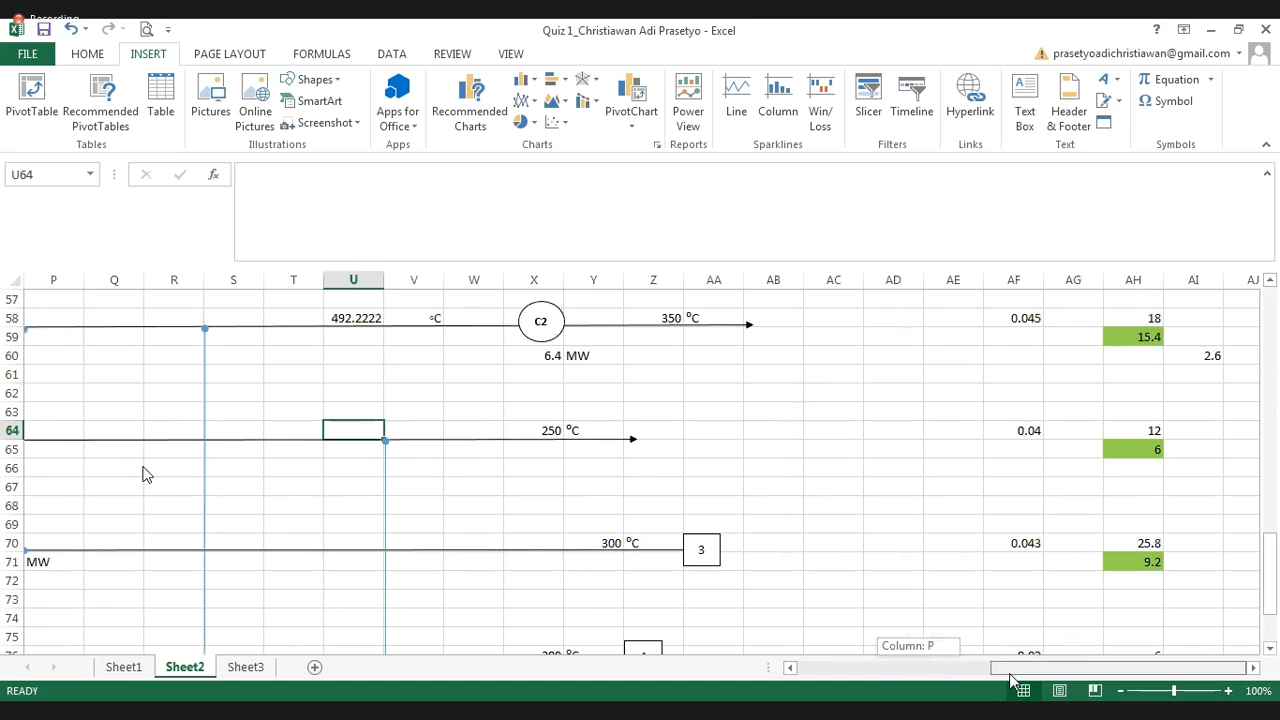 Recording
Quiz 1_Christiawan Adi Prasetyo - Excel
FILE HOME INSERT PAGE LAYOUT FORMULAS DATA REVIEW VIEW prasetyoadichristiawan@gmail.com
PivotTable Recommended PivotTables Table Pictures Online Pictures Shapes SmartArt Screenshot Apps for Office Recommended Charts PivotChart Power View Line Column Win/Loss Slicer Timeline Hyperlink Text Box Header & Footer Equation Symbol
Tables Illustrations Apps Charts Reports Sparklines Filters Links Text Symbols
U64 fx
P Q R S T U V W X Y Z AA AB AC AD AE AF AG AH AI AJ
57
58 492.2222 °C C2 350 °C 0.045 18
59 15.4
60 6.4 MW 2.6
61
62
63
64 250 °C 0.04 12
65 6
66
67
68
69
70 300 °C 3 0.043 25.8
71 MW 9.2
72
73
74
75
Column: P
Sheet1 Sheet2 Sheet3
READY 100%